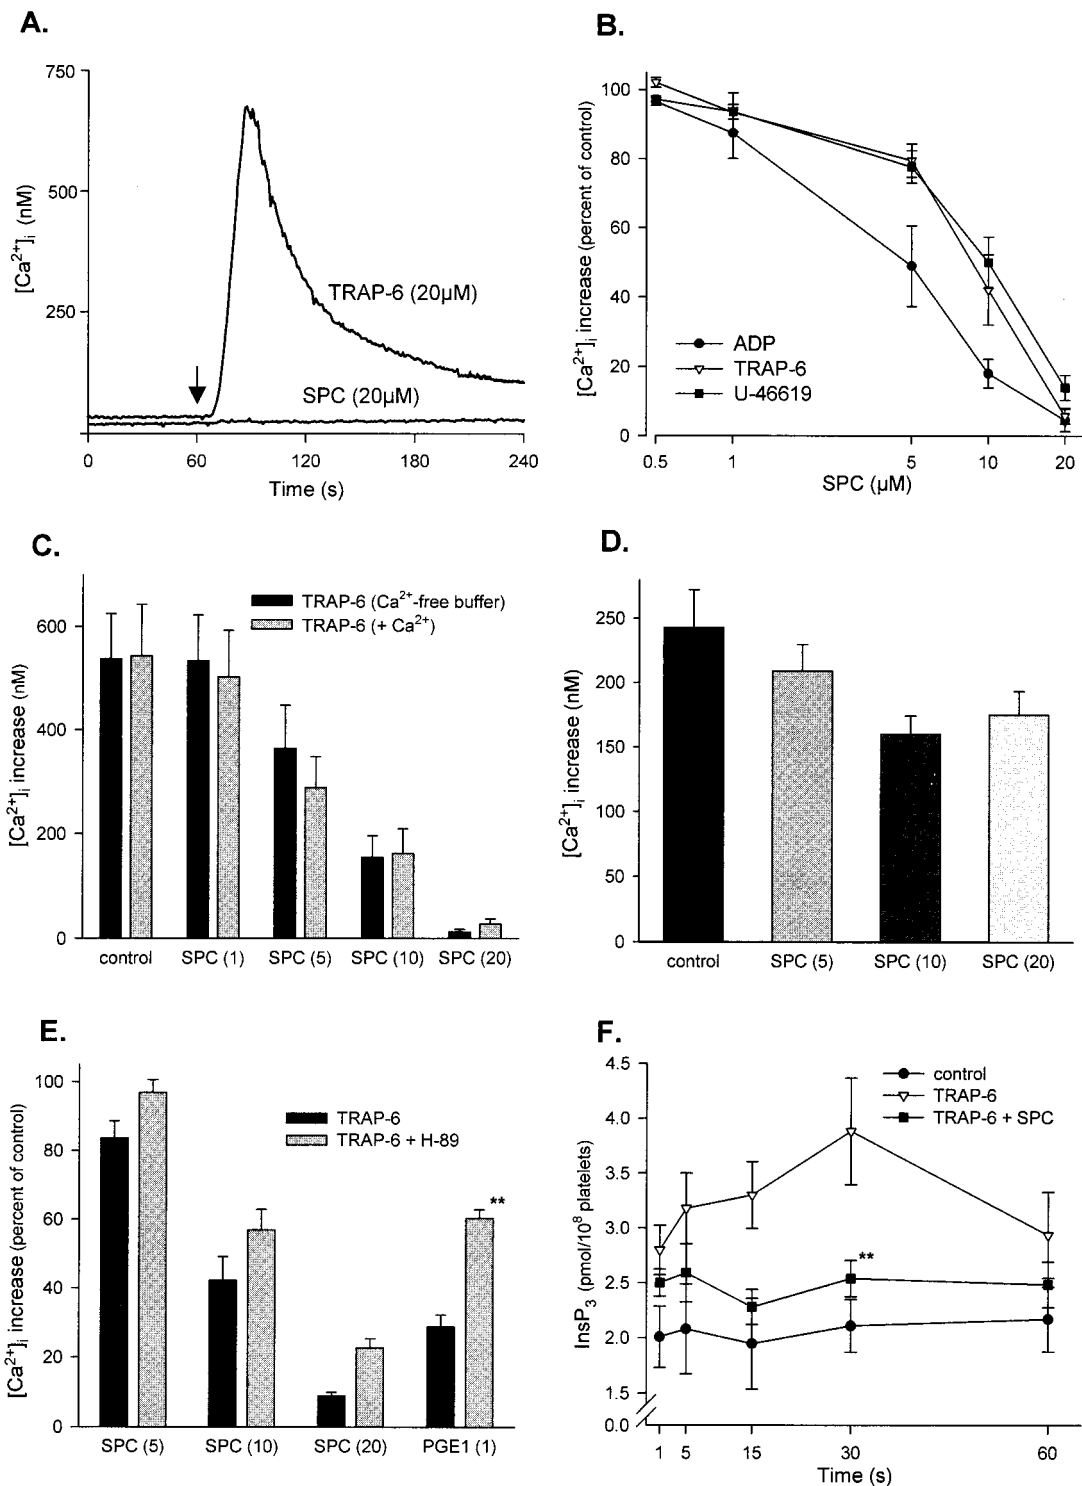 A.
750
500
250
[Ca²⁺]ᵢ (nM)
TRAP-6 (20µM)
SPC (20µM)
0 60 120 180 240
Time (s)
B.
100
80
60
40
20
0
[Ca²⁺]ᵢ increase (percent of control)
ADP
TRAP-6
U-46619
0.5 1 5 10 20
SPC (µM)
C.
600
400
200
0
[Ca²⁺]ᵢ increase (nM)
TRAP-6 (Ca²⁺-free buffer)
TRAP-6 (+ Ca²⁺)
control SPC (1) SPC (5) SPC (10) SPC (20)
D.
250
200
150
100
50
0
[Ca²⁺]ᵢ increase (nM)
control SPC (5) SPC (10) SPC (20)
E.
100
80
60
40
20
0
[Ca²⁺]ᵢ increase (percent of control)
TRAP-6
TRAP-6 + H-89
**
SPC (5) SPC (10) SPC (20) PGE1 (1)
F.
4.5
4.0
3.5
3.0
2.5
2.0
1.5
0.0
InsP₃ (pmol/10⁸ platelets)
control
TRAP-6
TRAP-6 + SPC
**
1 5 15 30 60
Time (s)